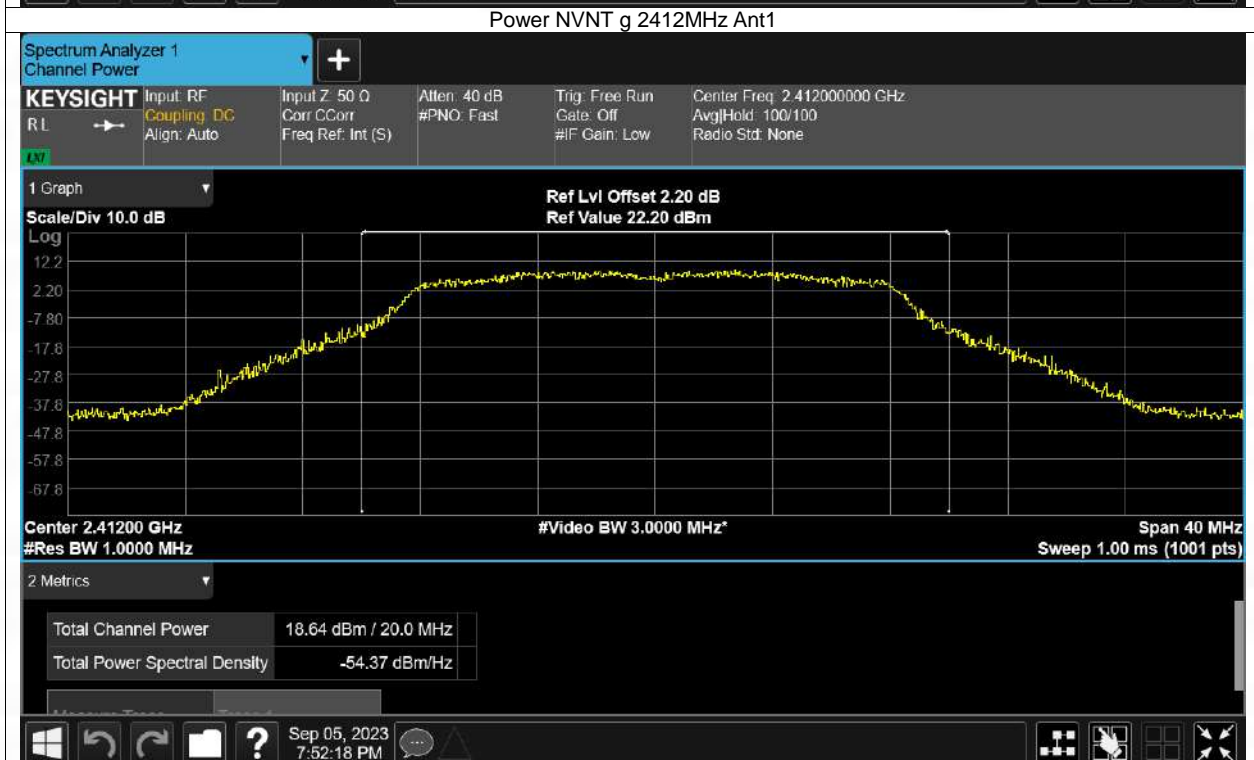 Power NVNT g 2412MHz Ant1
Spectrum Analyzer 1
Channel Power
+
KEYSIGHT Input: RF Input Z: 50 Ω Atten: 40 dB Trig: Free Run Center Freq: 2.412000000 GHz
RL Coupling: DC Corr CCorr #PNO: Fast Gate: Off Avg|Hold: 100/100
Align: Auto Freq Ref: Int (S) #IF Gain: Low Radio Std: None
LXI
1 Graph Ref Lvl Offset 2.20 dB
Scale/Div 10.0 dB Ref Value 22.20 dBm
Log
12.2
2.20
-7.80
-17.8
-27.8
-37.8
-47.8
-57.8
-67.8
Center 2.41200 GHz #Video BW 3.0000 MHz* Span 40 MHz
#Res BW 1.0000 MHz Sweep 1.00 ms (1001 pts)
2 Metrics
Total Channel Power 18.64 dBm / 20.0 MHz
Total Power Spectral Density -54.37 dBm/Hz
? Sep 05, 2023
7:52:18 PM